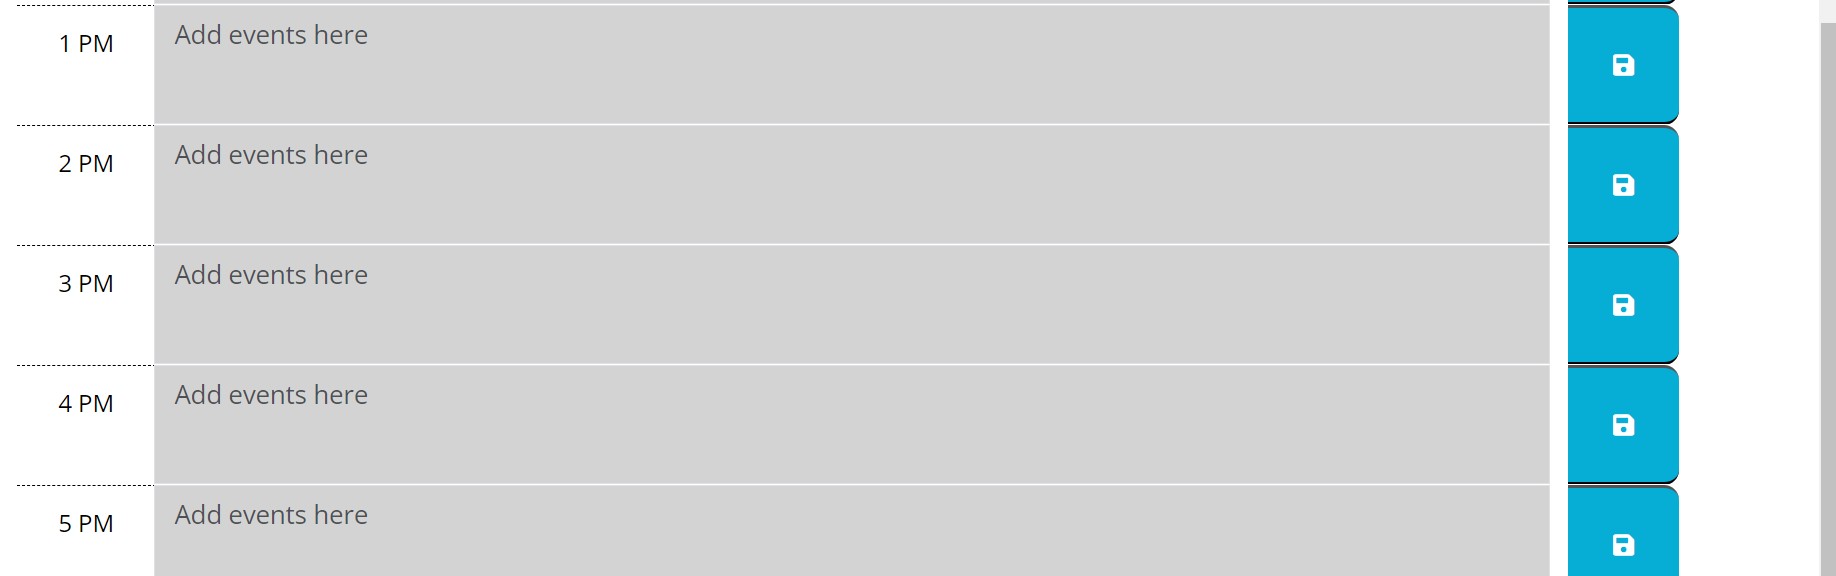 1 PM Add events here
2 PM Add events here
3 PM Add events here
4 PM Add events here
5 PM Add events here